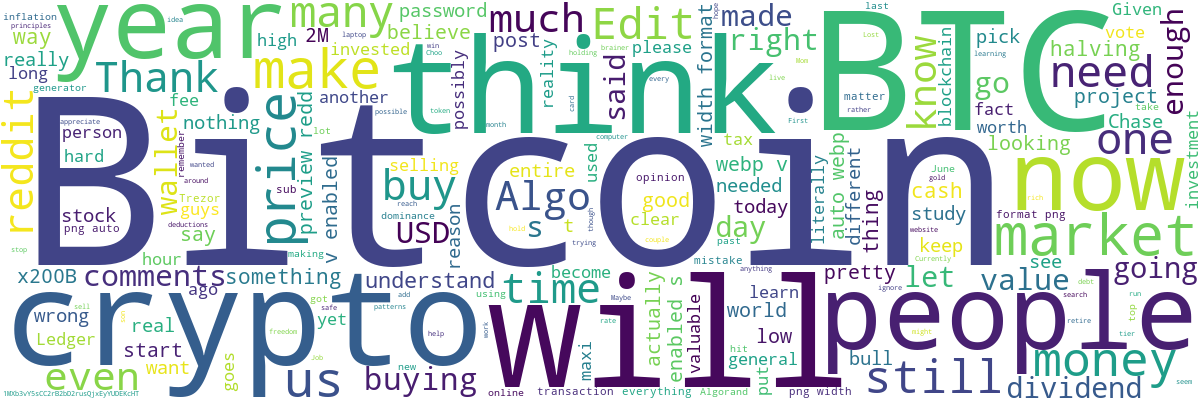 Bitcoin
BTC
will
think
crypto
people
now
year
market
buy
price
us
one
need
time
money
still
make
many
Thank
much
Edit
know
even
Algo
USD
reddit
Wallet
comments
buying
understand
something
value
dividend
going
let
go
right
made
said
day
enough
halving
project
looking
Chase
worth
fact
pick
vote
Given
blockchain
investment
width format
tax
webp v
needed
today
auto webp
different
literally
thing
cash
study
keep
June
gold
format png
website
see
pretty
become
learn
world
low
general
put
bull
maxi
valuable
actually
enabled s
hit
mistake
past
opinion
good
clear
entire
used
selling
dominance
reason
reach
invested
believe
password
post
please
possibly
reality
another
2M
high
inflation
principles
idea
way
really
long
generator
fee
nothing
person
hard
appreciate
stock
png auto
say
guys
Trezor
sub
remember
around
wanted
deductions
preview redd
v enabled
lot
hour
making
stop
x200B
ago
wrong
real
Ledger
start
want
yet
got
safe
add
using
patterns
help
freedom
Job
new
goes
sell
online
transaction
everything
Algorand
png width
rate
Maybe
work
anything
couple
hold
trying
though
s
t
possible
month
token
holding
brainer
win
Choo
laptop
hope
last
Lost
Mom
learning
live
every
card
First
matter
rather
computer
take
rich
Currently
ignore
debt
search
run
top
tier
retire
might
seem
son
1NXb3vY5sCC2rB2bD2rusQjxEyYUDEKcHT